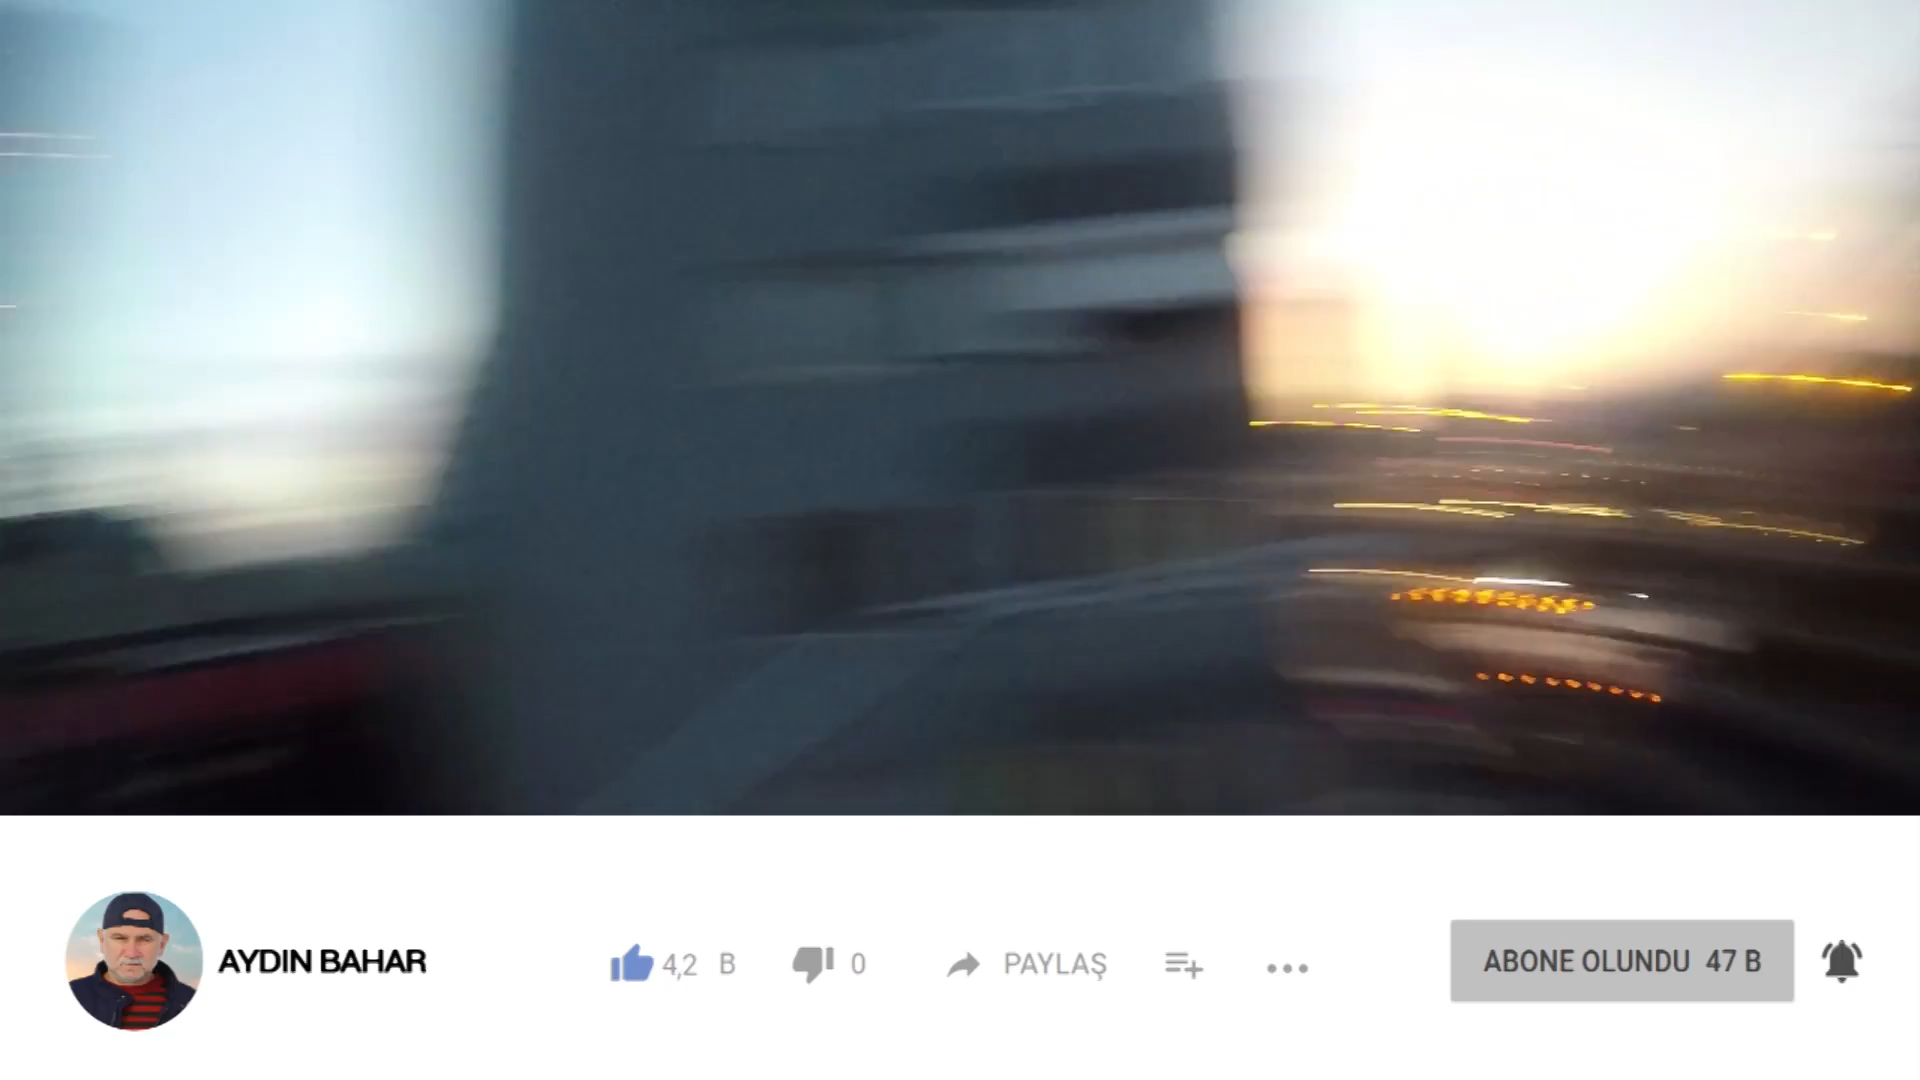 AYDIN BAHAR
4,2 B
0
PAYLAŞ
ABONE OLUNDU 47 B